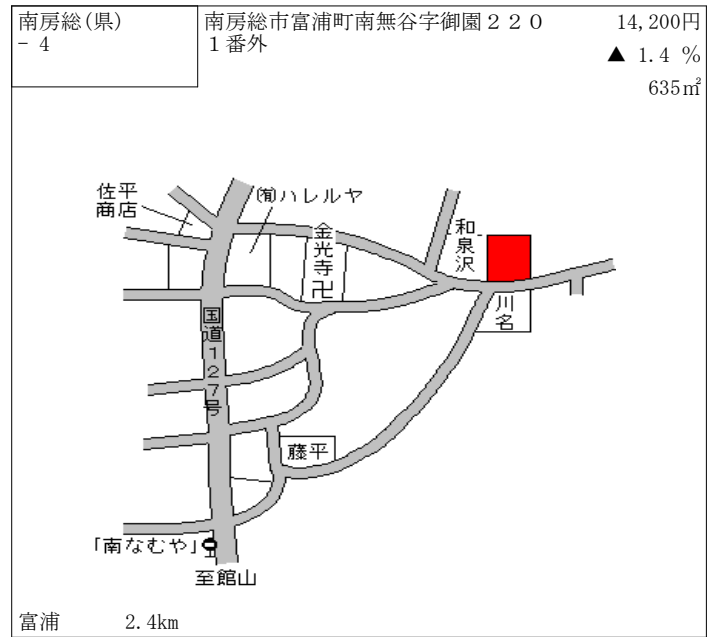 南房総(県)
- 4
南房総市富浦町南無谷字御園２２０
１番外
14,200円
▲ 1.4 %
635㎡
佐平
商店
㈲ハレルヤ
金光寺卍
和泉沢
川名
国道127号
藤平
「南なむや」
至館山
富浦 2.4km